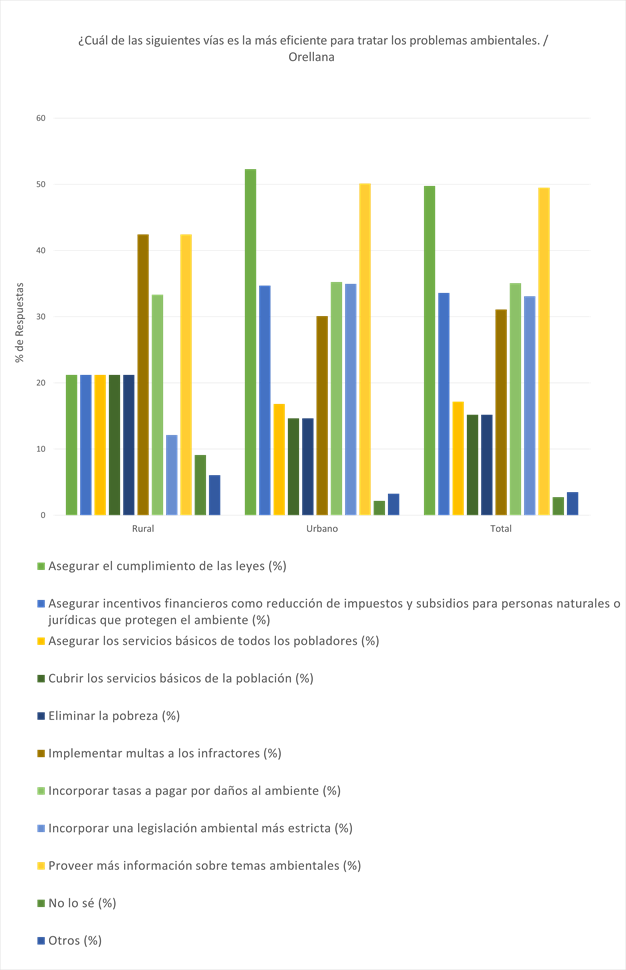 ¿Cuál de las siguientes vías es la más eficiente para tratar los problemas ambientales. /
Orellana
60
50
40
30
20
10
0
% de Respuestas
Rural
Urbano
Total
Asegurar el cumplimiento de las leyes (%)
Asegurar incentivos financieros como reducción de impuestos y subsidios para personas naturales o
jurídicas que protegen el ambiente (%)
Asegurar los servicios básicos de todos los pobladores (%)
Cubrir los servicios básicos de la población (%)
Eliminar la pobreza (%)
Implementar multas a los infractores (%)
Incorporar tasas a pagar por daños al ambiente (%)
Incorporar una legislación ambiental más estricta (%)
Proveer más información sobre temas ambientales (%)
No lo sé (%)
Otros (%)